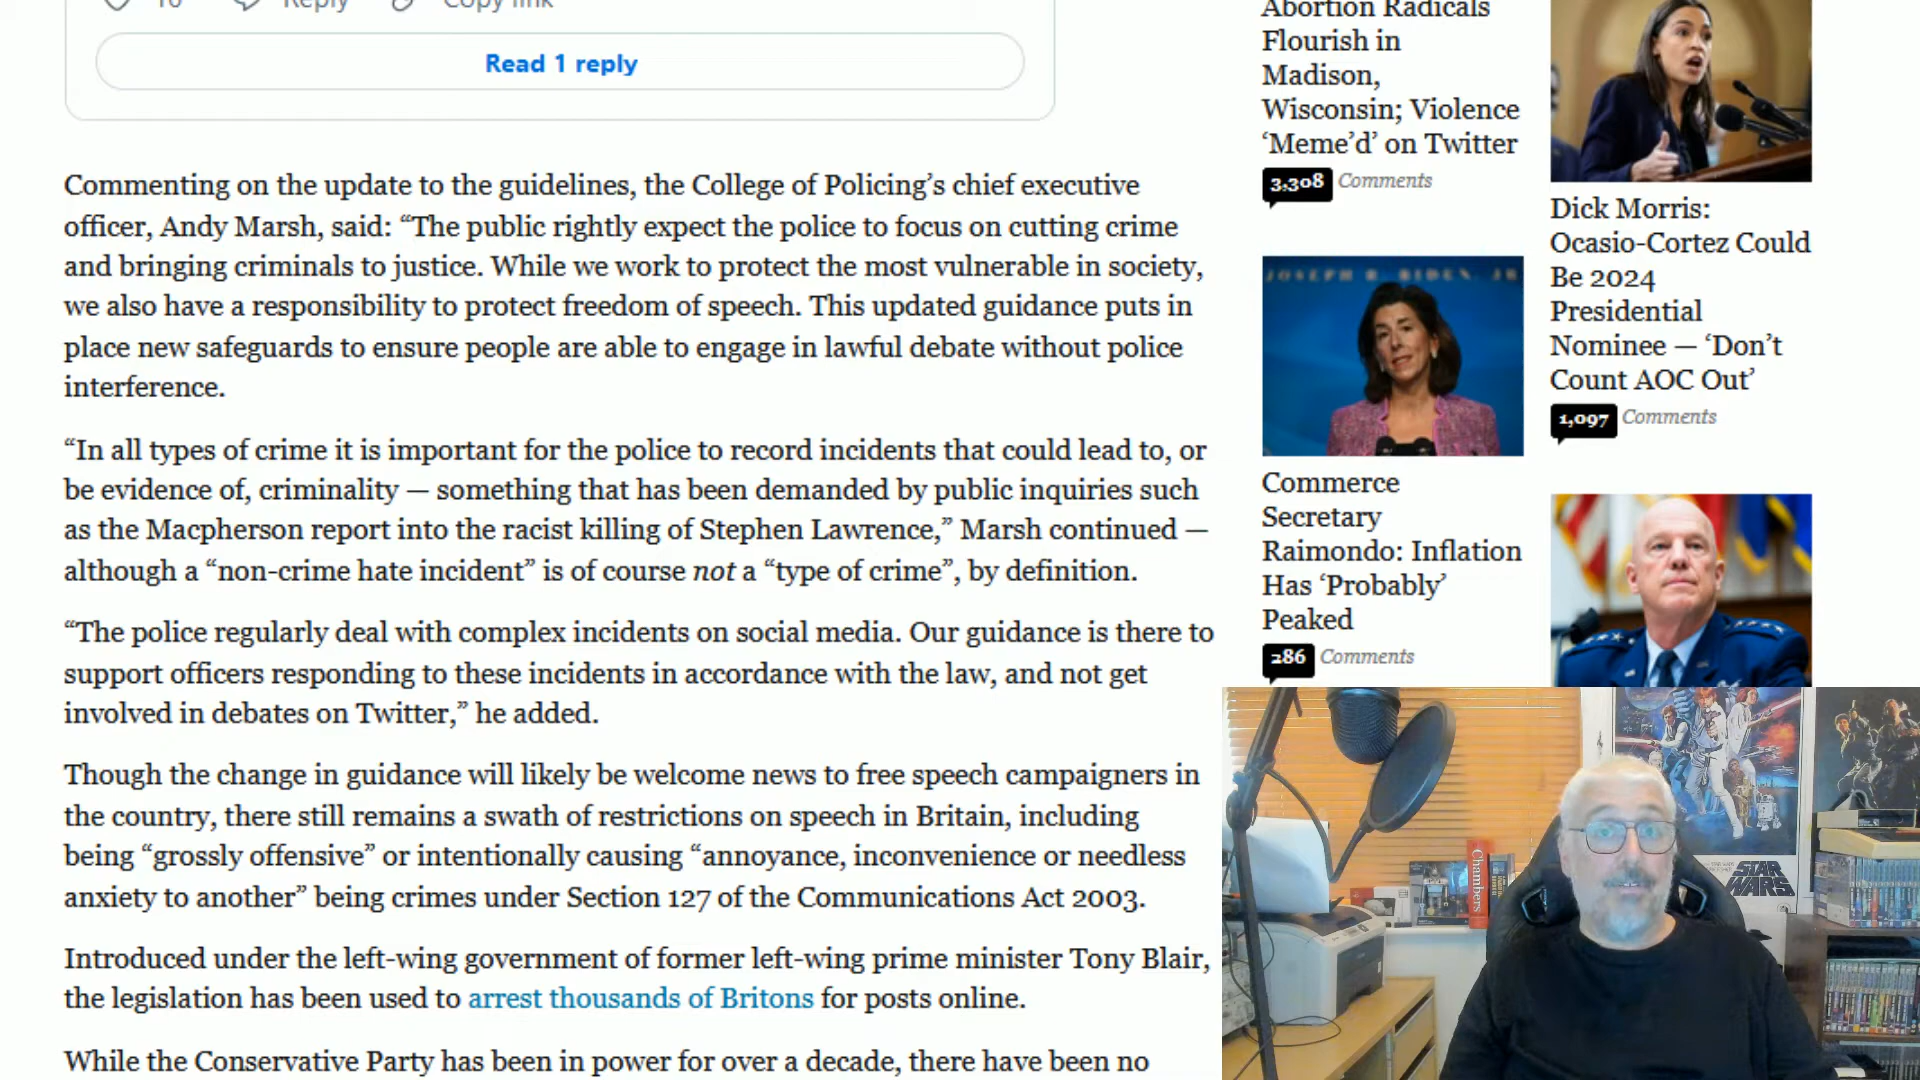 10 Reply Copy link
Read 1 reply
Commenting on the update to the guidelines, the College of Policing’s chief executive
officer, Andy Marsh, said: “The public rightly expect the police to focus on cutting crime
and bringing criminals to justice. While we work to protect the most vulnerable in society,
we also have a responsibility to protect freedom of speech. This updated guidance puts in
place new safeguards to ensure people are able to engage in lawful debate without police
interference.
“In all types of crime it is important for the police to record incidents that could lead to, or
be evidence of, criminality — something that has been demanded by public inquiries such
as the Macpherson report into the racist killing of Stephen Lawrence,” Marsh continued —
although a “non-crime hate incident” is of course not a “type of crime”, by definition.
“The police regularly deal with complex incidents on social media. Our guidance is there to
support officers responding to these incidents in accordance with the law, and not get
involved in debates on Twitter,” he added.
Though the change in guidance will likely be welcome news to free speech campaigners in
the country, there still remains a swath of restrictions on speech in Britain, including
being “grossly offensive” or intentionally causing “annoyance, inconvenience or needless
anxiety to another” being crimes under Section 127 of the Communications Act 2003.
Introduced under the left-wing government of former left-wing prime minister Tony Blair,
the legislation has been used to arrest thousands of Britons for posts online.
While the Conservative Party has been in power for over a decade, there have been no
Abortion Radicals
Flourish in
Madison,
Wisconsin; Violence
‘Meme’d’ on Twitter
3,308 Comments
JOSEPH R. BIDEN, JR
Commerce
Secretary
Raimondo: Inflation
Has ‘Probably’
Peaked
286 Comments
Dick Morris:
Ocasio-Cortez Could
Be 2024
Presidential
Nominee — ‘Don’t
Count AOC Out’
1,097 Comments
Chambers
STAR
WARS